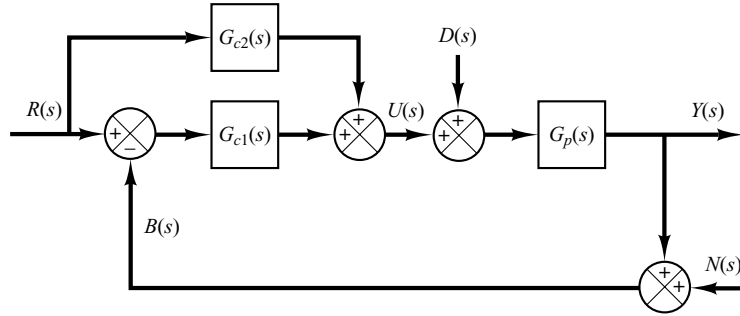 G_{c2}(s)
D(s)
R(s)
U(s)
Y(s)
+
−
G_{c1}(s)
+
+
+
+
G_p(s)
B(s)
+
+
N(s)